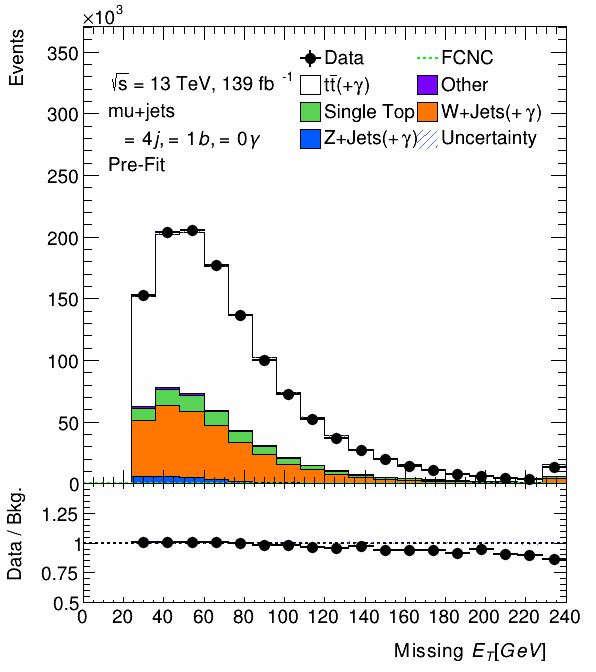 ×10³
Events
350
300
250
200
150
100
50
0
√s = 13 TeV, 139 fb⁻¹
mu+jets
= 4j, = 1b, = 0γ
Pre-Fit
Data
FCNC
tt̄(+γ)
Other
Single Top
W+Jets(+γ)
Z+Jets(+γ)
Uncertainty
Data / Bkg.
1.25
1
0.75
0.5
0 20 40 60 80 100 120 140 160 180 200 220 240
Missing E_T[GeV]